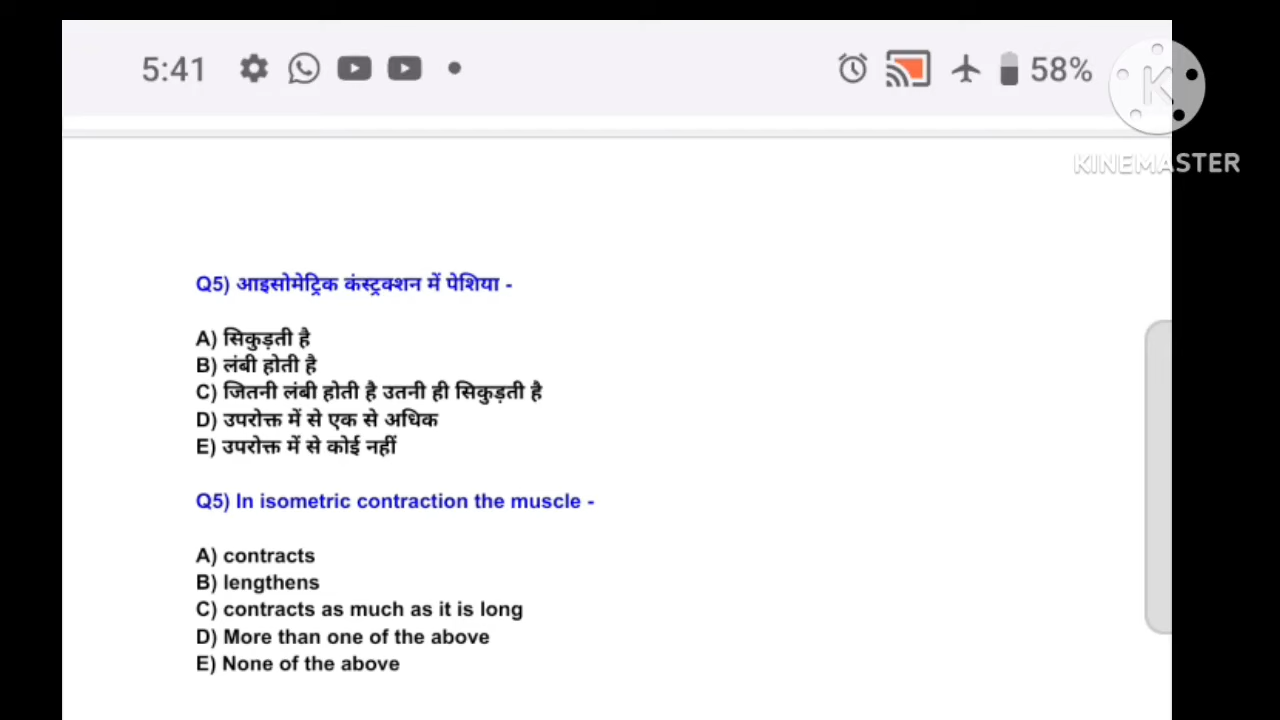 5:41
58%
KINEMASTER
Q5) आइसोमेट्रिक कंस्ट्रक्शन में पेशिया -
A) सिकुड़ती है
B) लंबी होती है
C) जितनी लंबी होती है उतनी ही सिकुड़ती है
D) उपरोक्त में से एक से अधिक
E) उपरोक्त में से कोई नहीं
Q5) In isometric contraction the muscle -
A) contracts
B) lengthens
C) contracts as much as it is long
D) More than one of the above
E) None of the above